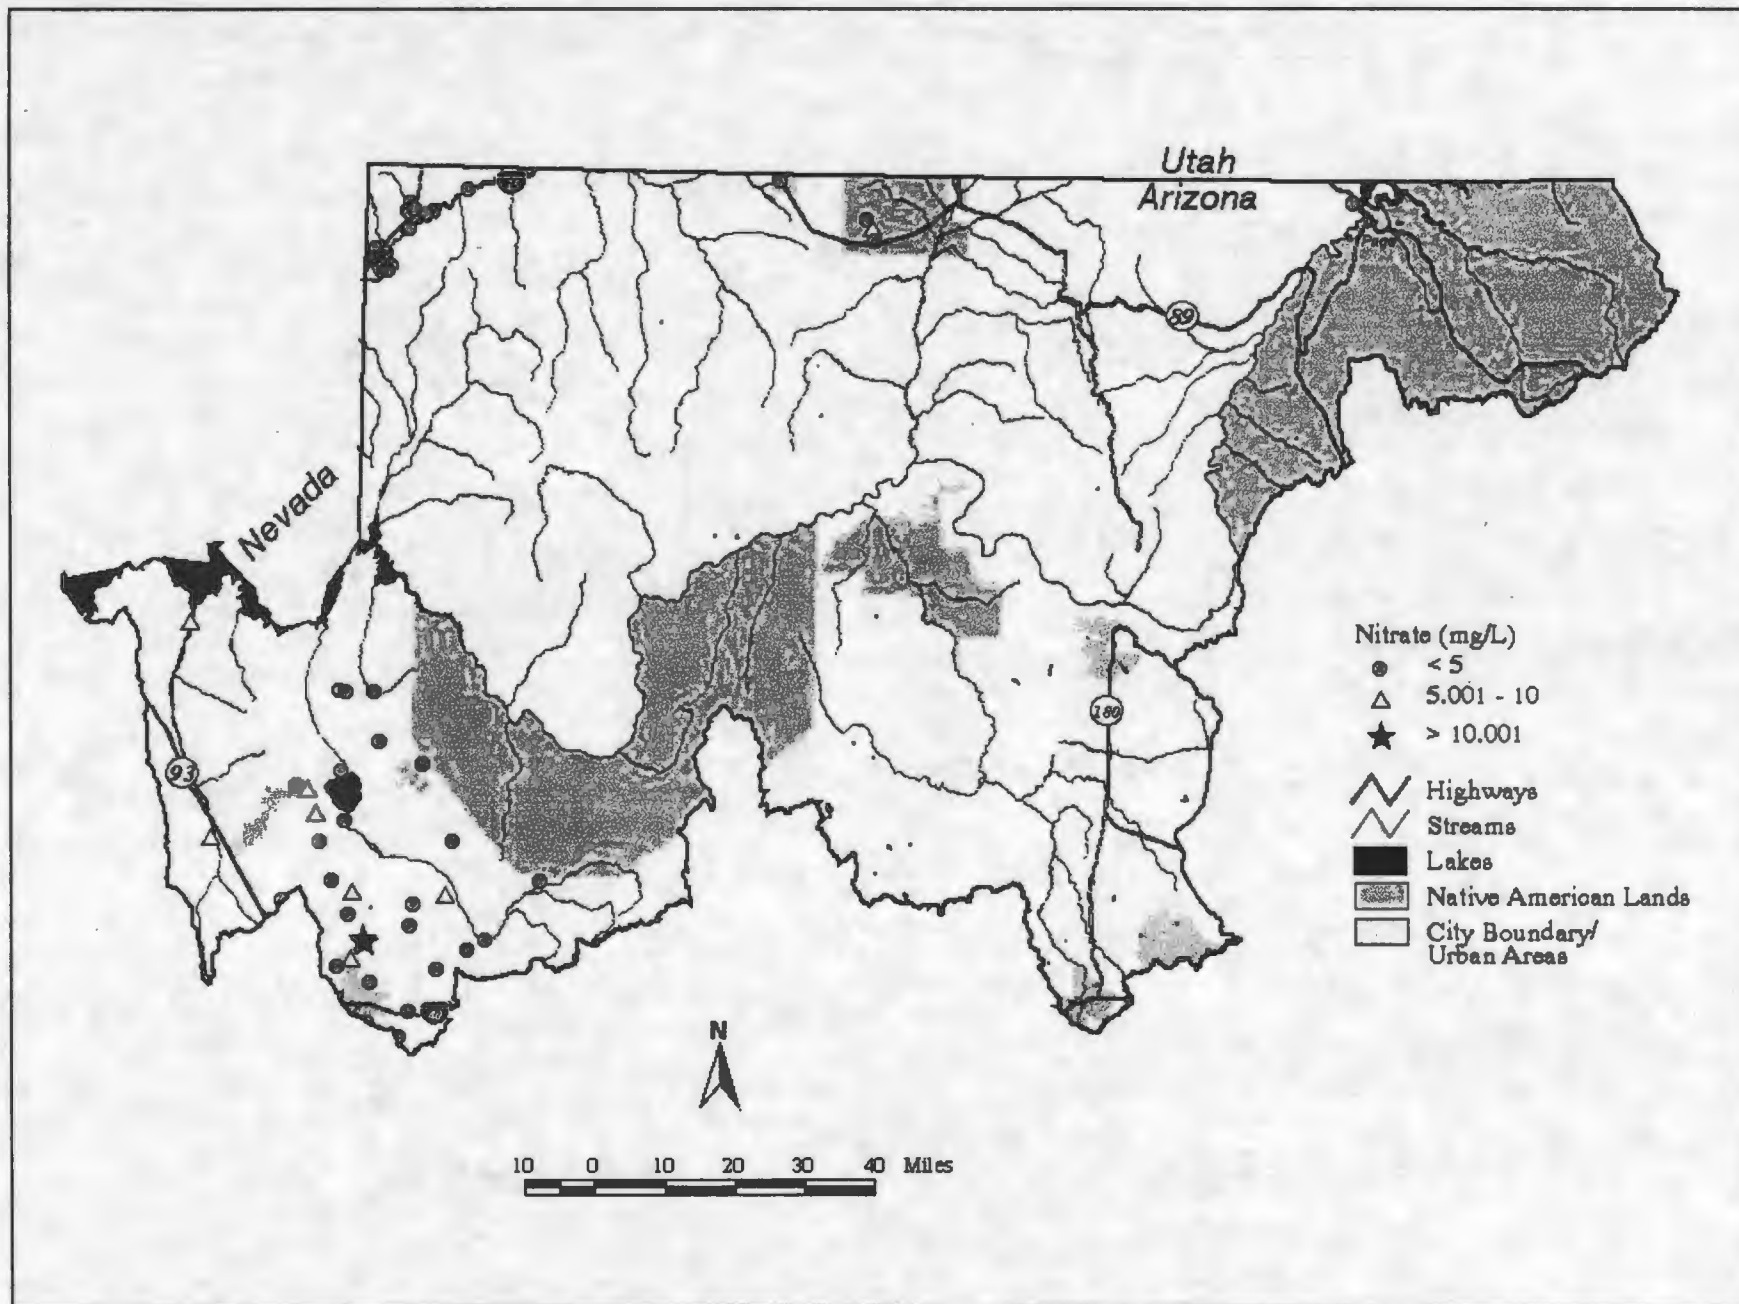 Utah
Arizona
Nevada
Page
89
93
180
40
Nitrate (mg/L)
< 5
5.001 - 10
> 10.001
Highways
Streams
Lakes
Native American Lands
City Boundary/
Urban Areas
N
10 0 10 20 30 40 Miles